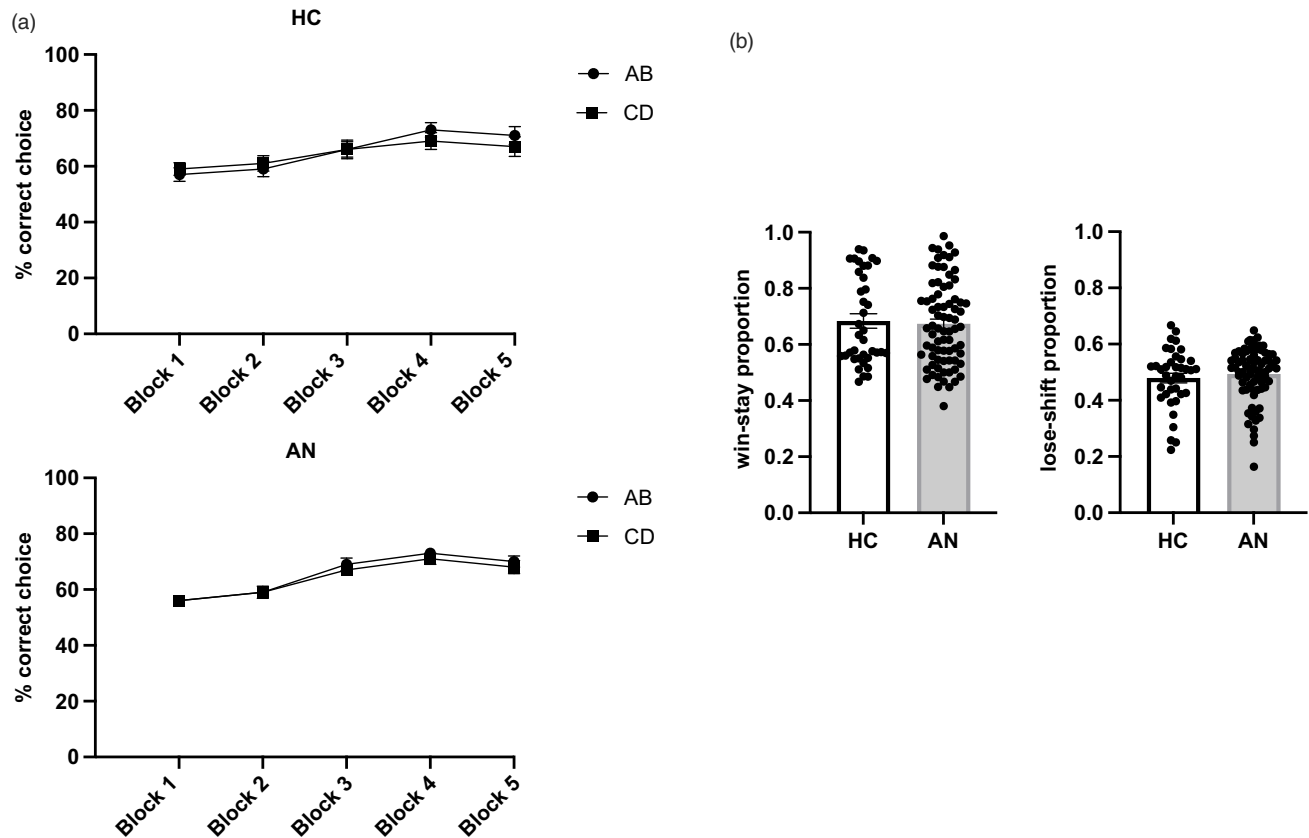 (a)
HC
% correct choice
100
80
60
40
20
0
Block 1
Block 2
Block 3
Block 4
Block 5
AB
CD
AN
% correct choice
100
80
60
40
20
0
Block 1
Block 2
Block 3
Block 4
Block 5
AB
CD
(b)
win-stay proportion
1.0
0.8
0.6
0.4
0.2
0.0
HC
AN
lose-shift proportion
1.0
0.8
0.6
0.4
0.2
0.0
HC
AN